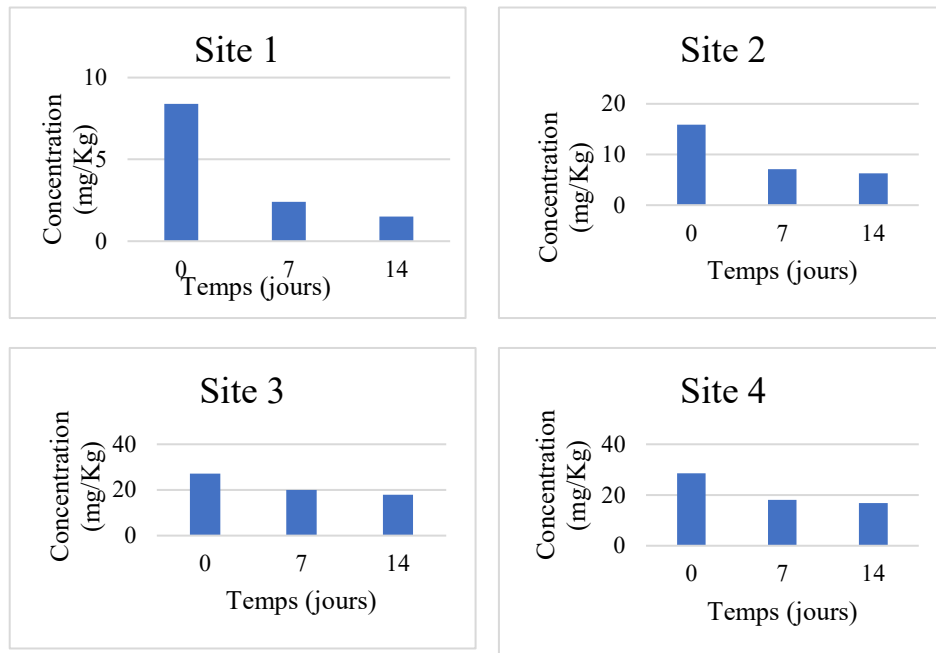 Site 1
Concentration
(mg/Kg)
10
5
0
0 7 14
Temps (jours)
Site 2
Concentration
(mg/Kg)
20
10
0
0 7 14
Temps (jours)
Site 3
Concentration
(mg/Kg)
40
20
0
0 7 14
Temps (jours)
Site 4
Concentration
(mg/Kg)
40
20
0
0 7 14
Temps (jours)